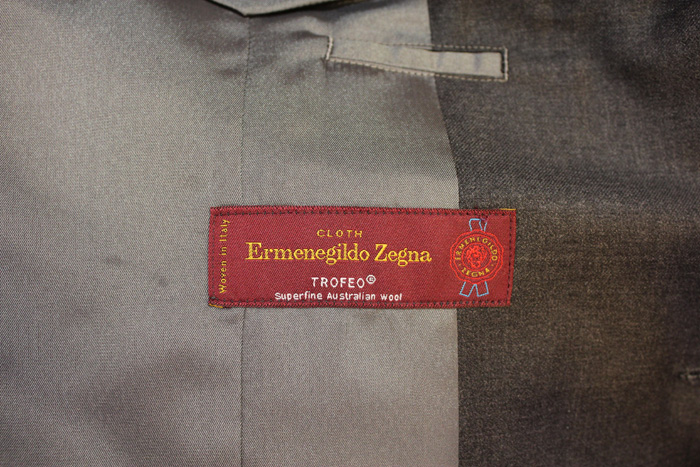 Woven in Italy
CLOTH
Ermenegildo Zegna
TROFEO®
Superfine Australian wool
ERMENEGILDO
ZEGNA